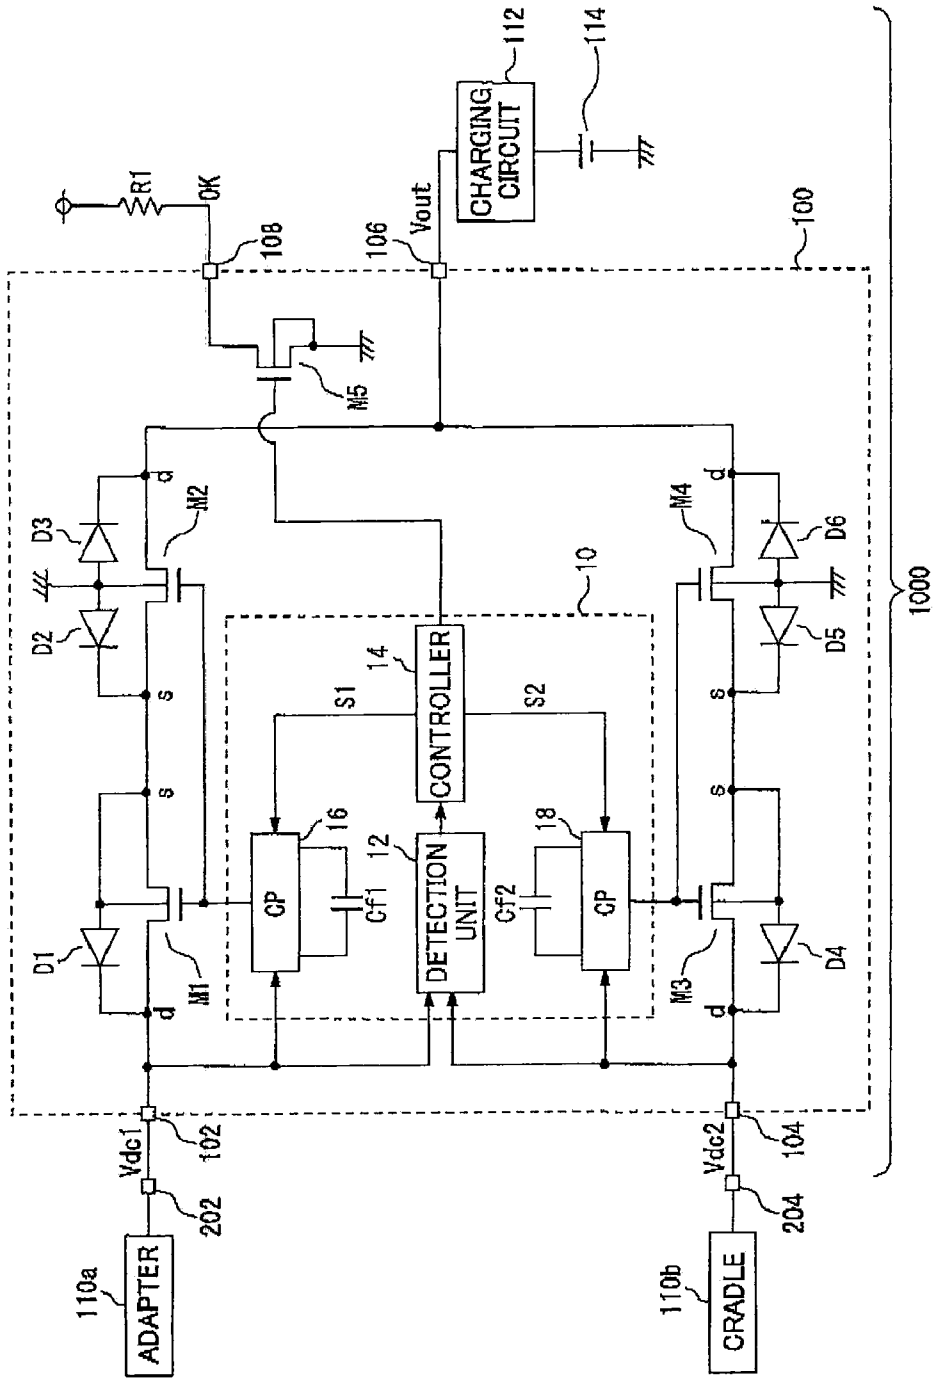 110a
ADAPTER
202
Vdc1
102
D1
d
M1
s
s
D2
D3
M2
d
R1
OK
108
M5
Vout
106
CHARGING
CIRCUIT
112
114
100
10
CP
16
Cf1
S1
DETECTION
UNIT
12
CONTROLLER
14
S2
Cf2
CP
18
110b
CRADLE
204
Vdc2
104
d
M3
D4
s
s
M4
d
D5
D6
1000